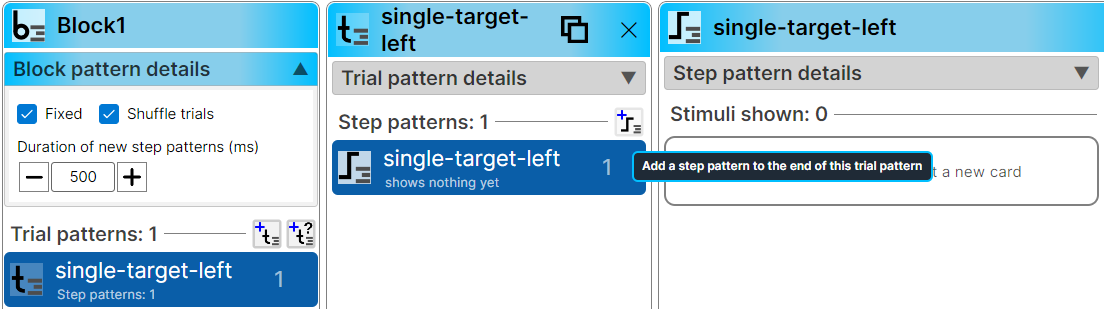 Block1
Block pattern details
Fixed
Shuffle trials
Duration of new step patterns (ms)
500
Trial patterns: 1
single-target-left
1
Step patterns: 1
single-target-
left
Trial pattern details
Step patterns: 1
single-target-left
1
shows nothing yet
single-target-left
Step pattern details
Stimuli shown: 0
Add a step pattern to the end of this trial pattern
t a new card